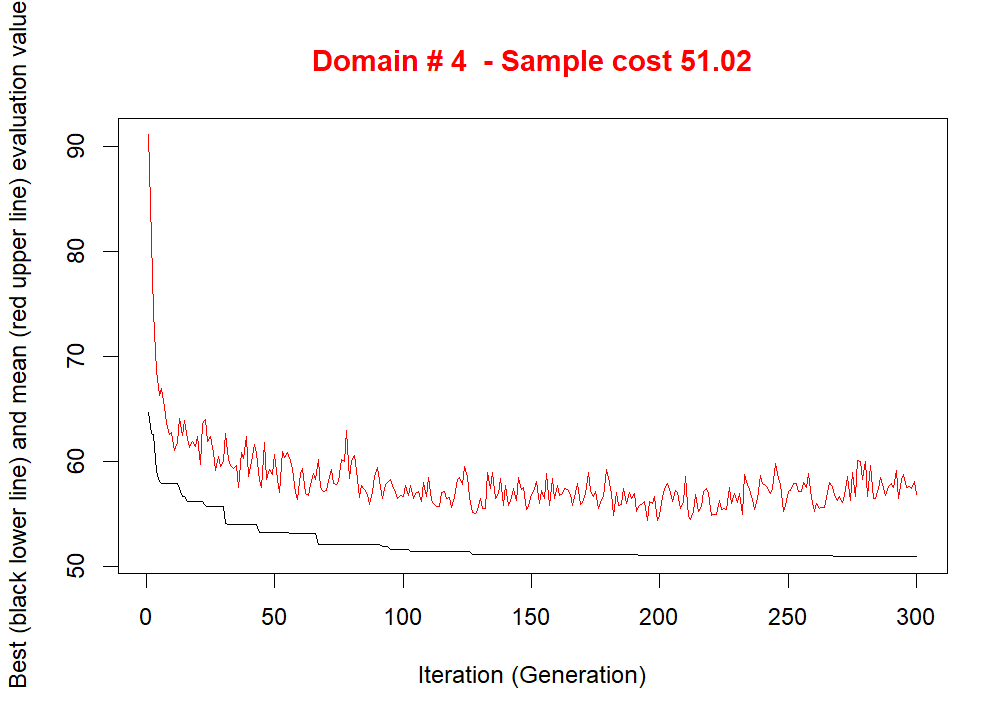 Domain # 4  - Sample cost 51.02
Best (black lower line) and mean (red upper line) evaluation value
90
80
70
60
50
0 50 100 150 200 250 300
Iteration (Generation)